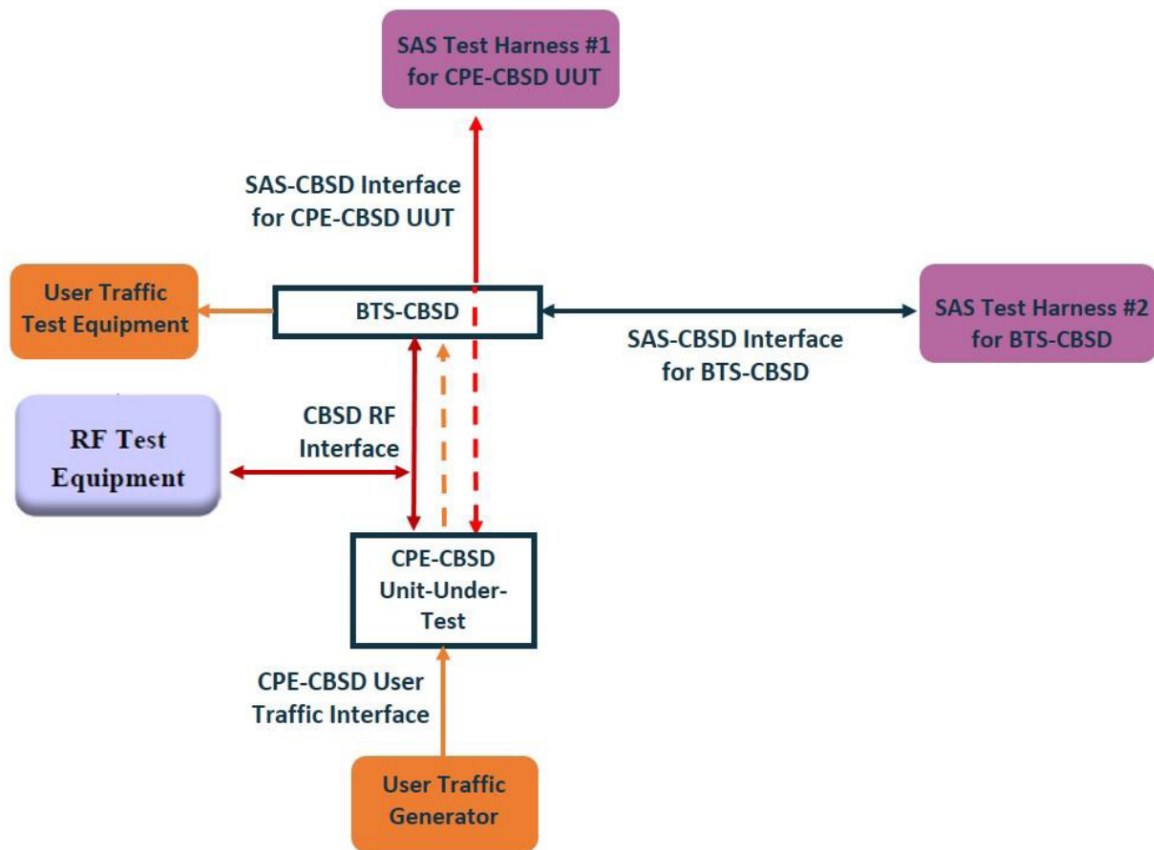 SAS Test Harness #1
for CPE-CBSD UUT
SAS-CBSD Interface
for CPE-CBSD UUT
User Traffic
Test Equipment
BTS-CBSD
SAS Test Harness #2
for BTS-CBSD
SAS-CBSD Interface
for BTS-CBSD
RF Test
Equipment
CBSD RF
Interface
CPE-CBSD
Unit-Under-
Test
CPE-CBSD User
Traffic Interface
User Traffic
Generator